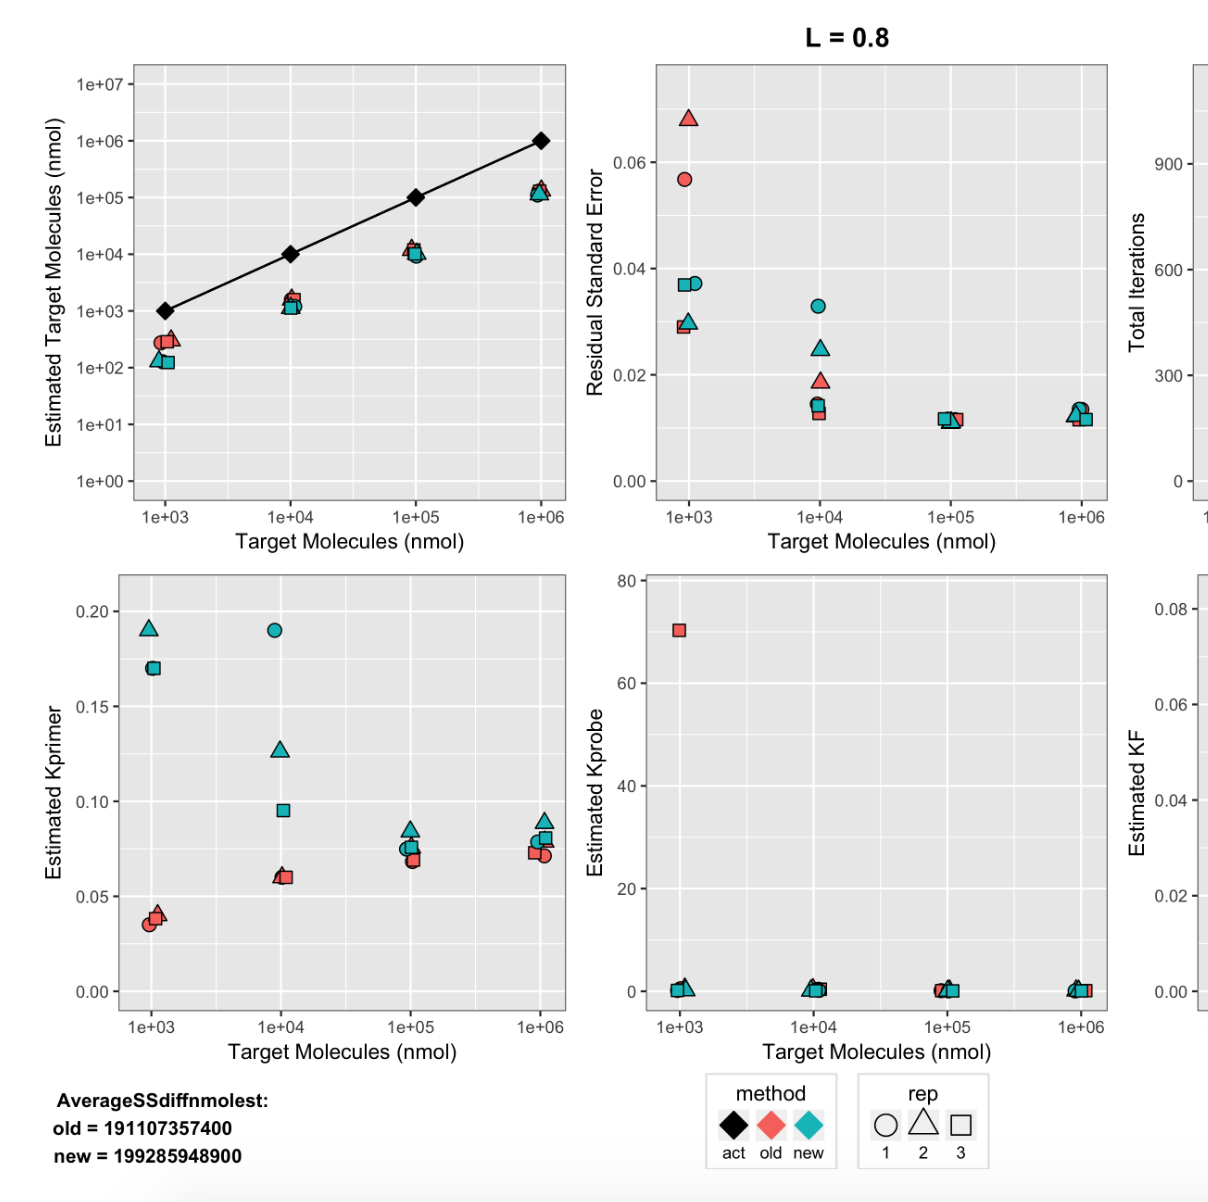 L = 0.8
Estimated Target Molecules (nmol)
1e+07
1e+06
1e+05
1e+04
1e+03
1e+02
1e+01
1e+00
1e+03 1e+04 1e+05 1e+06
Target Molecules (nmol)
Residual Standard Error
0.06
0.04
0.02
0.00
1e+03 1e+04 1e+05 1e+06
Target Molecules (nmol)
Total Iterations
900
600
300
0
1
Estimated Kprimer
0.20
0.15
0.10
0.05
0.00
1e+03 1e+04 1e+05 1e+06
Target Molecules (nmol)
Estimated Kprobe
80
60
40
20
0
1e+03 1e+04 1e+05 1e+06
Target Molecules (nmol)
Estimated KF
0.08
0.06
0.04
0.02
0.00
AverageSSdiffnmolest:
old = 191107357400
new = 199285948900
method
act old new
rep
1 2 3